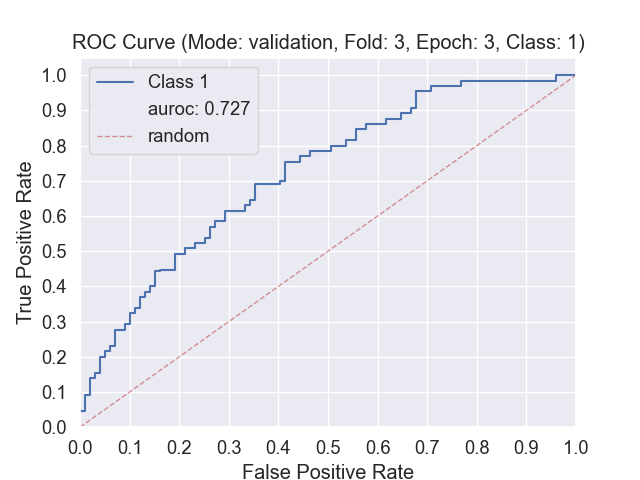 ROC Curve (Mode: validation, Fold: 3, Epoch: 3, Class: 1)
Class 1
auroc: 0.727
random
True Positive Rate
1.0
0.9
0.8
0.7
0.6
0.5
0.4
0.3
0.2
0.1
0.0
0.0 0.1 0.2 0.3 0.4 0.5 0.6 0.7 0.8 0.9 1.0
False Positive Rate